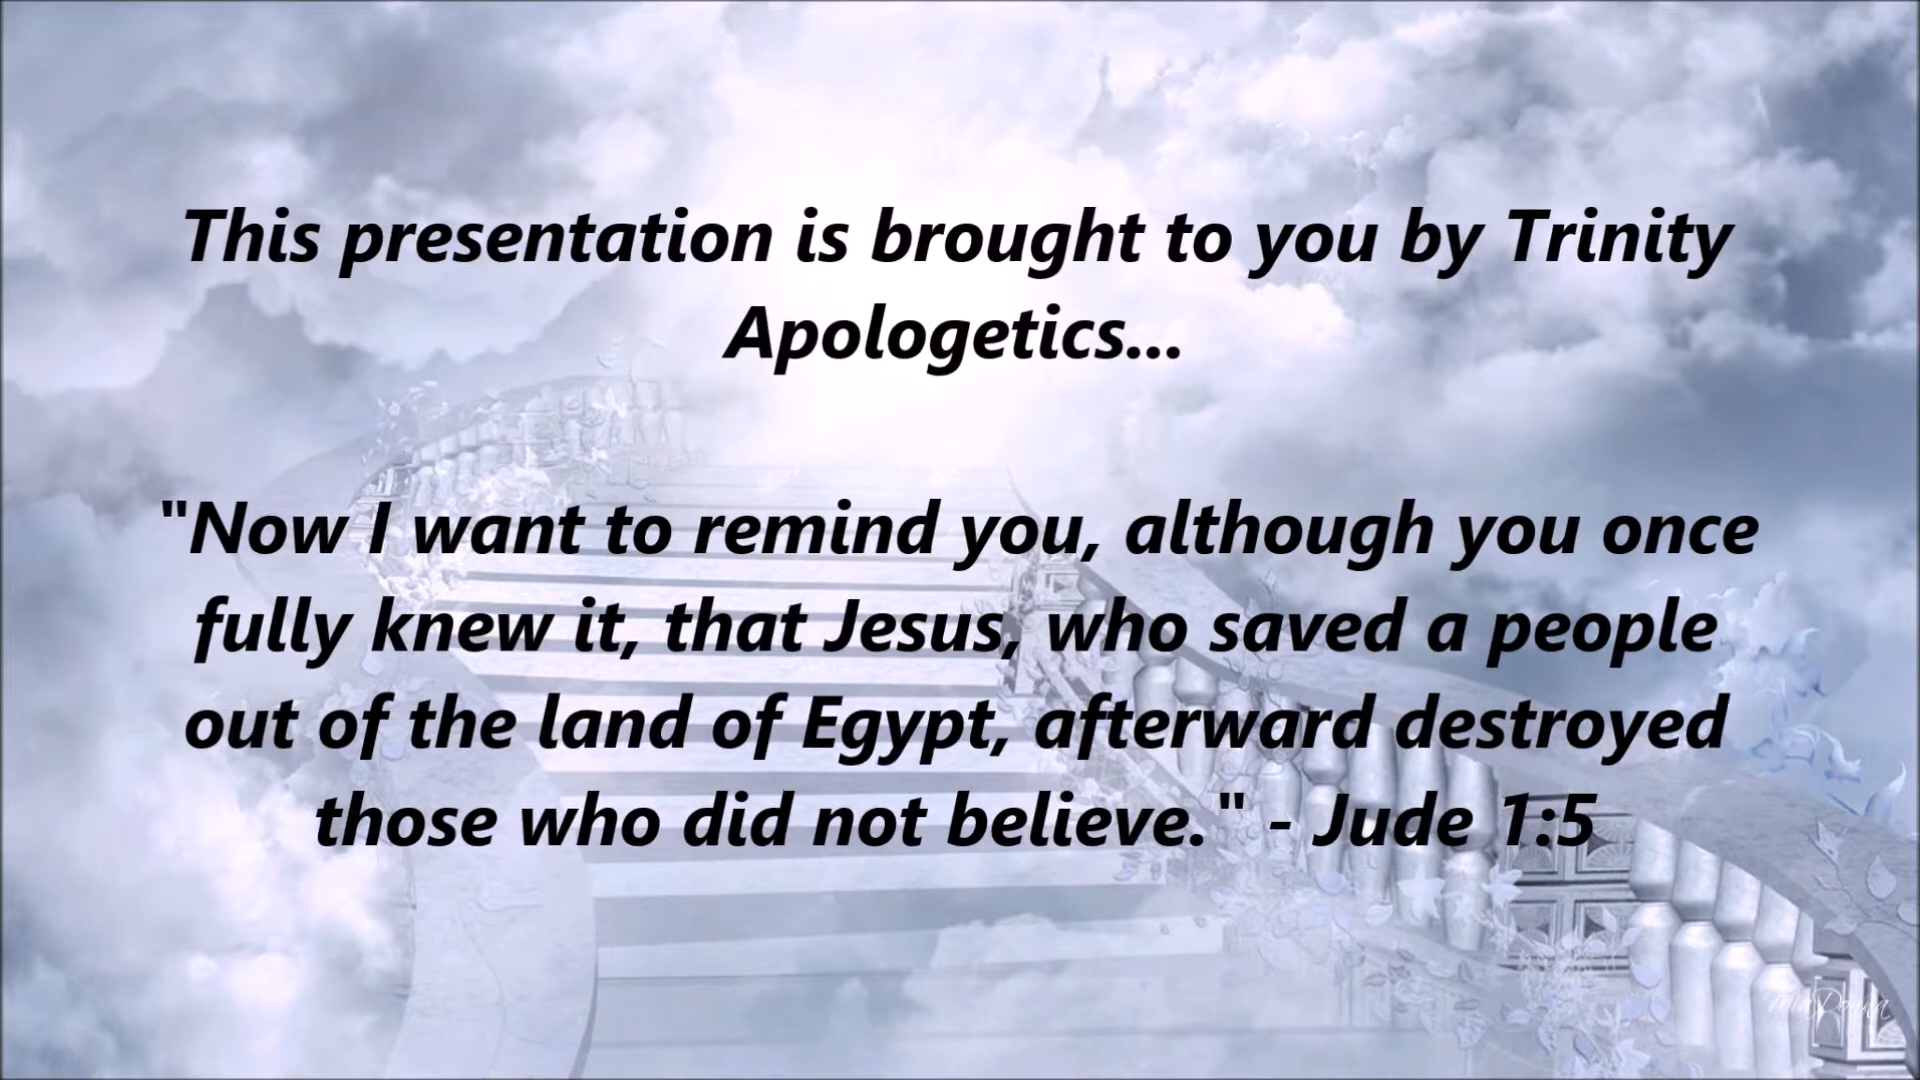 This presentation is brought to you by Trinity
Apologetics...
"Now I want to remind you, although you once
fully knew it, that Jesus, who saved a people
out of the land of Egypt, afterward destroyed
those who did not believe." - Jude 1:5